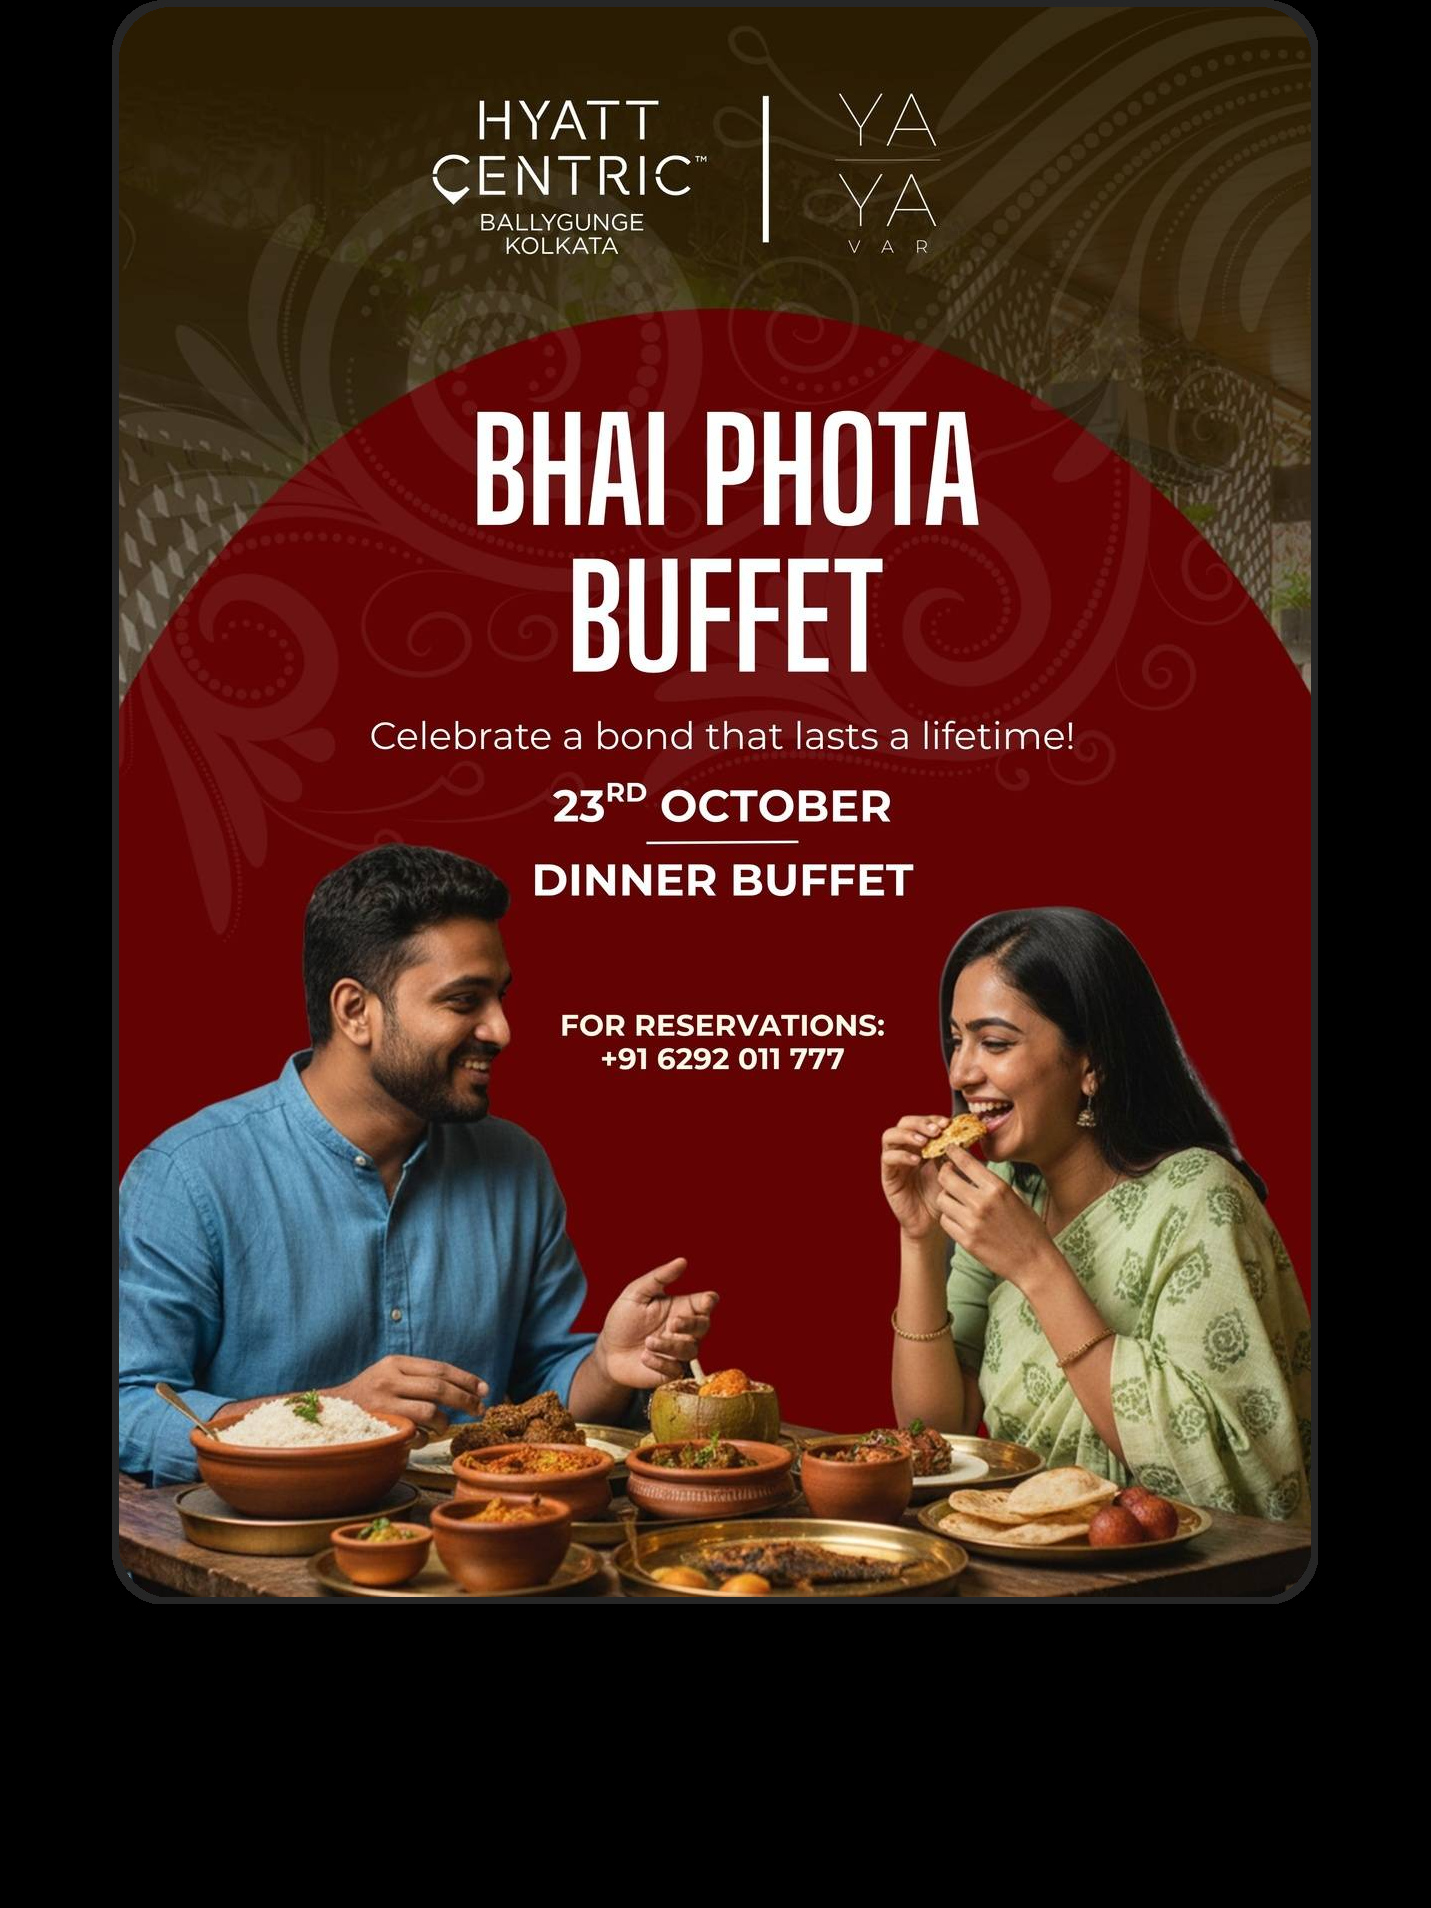 HYATT
CENTRIC™
BALLYGUNGE
KOLKATA
YA
YA
VAR
BHAI PHOTA
BUFFET
Celebrate a bond that lasts a lifetime!
23RD OCTOBER
DINNER BUFFET
FOR RESERVATIONS:
+91 6292 011 777